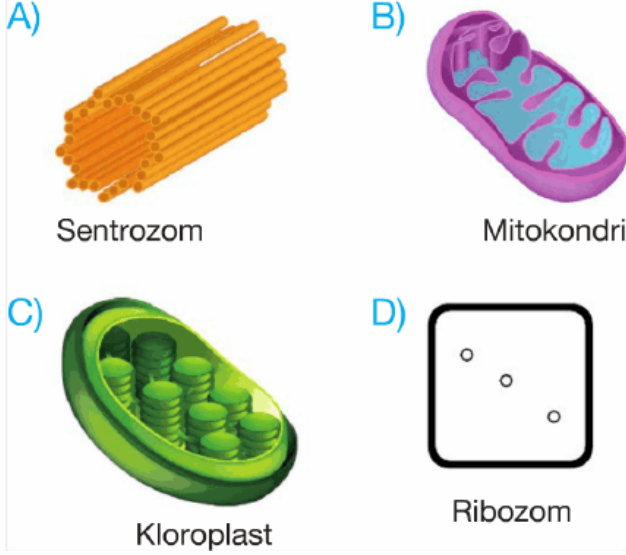 A)
Sentrozom
B)
Mitokondri
C)
Kloroplast
D)
Ribozom